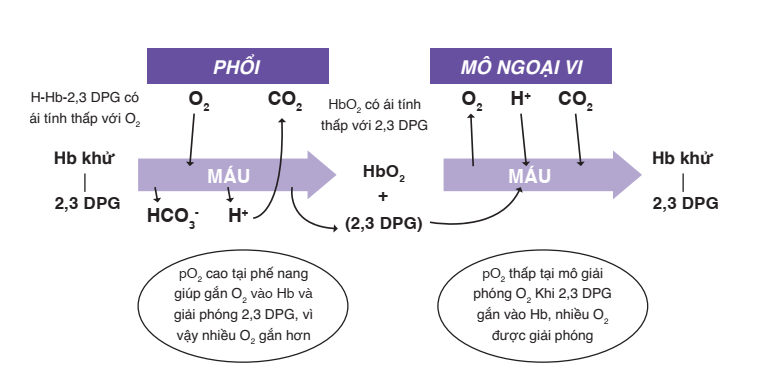 PHỔI
MÔ NGOẠI VI
H-Hb-2,3 DPG có
ái tính thấp với O₂
O₂
CO₂
HbO₂ có ái tính
thấp với 2,3 DPG
O₂
H⁺
CO₂
Hb khử
2,3 DPG
MÁU
HCO₃⁻
H⁺
HbO₂
+
(2,3 DPG)
MÁU
Hb khử
2,3 DPG
pO₂ cao tại phế nang
giúp gắn O₂ vào Hb và
giải phóng 2,3 DPG, vì
vậy nhiều O₂ gắn hơn
pO₂ thấp tại mô giải
phóng O₂ Khi 2,3 DPG
gắn vào Hb, nhiều O₂
được giải phóng